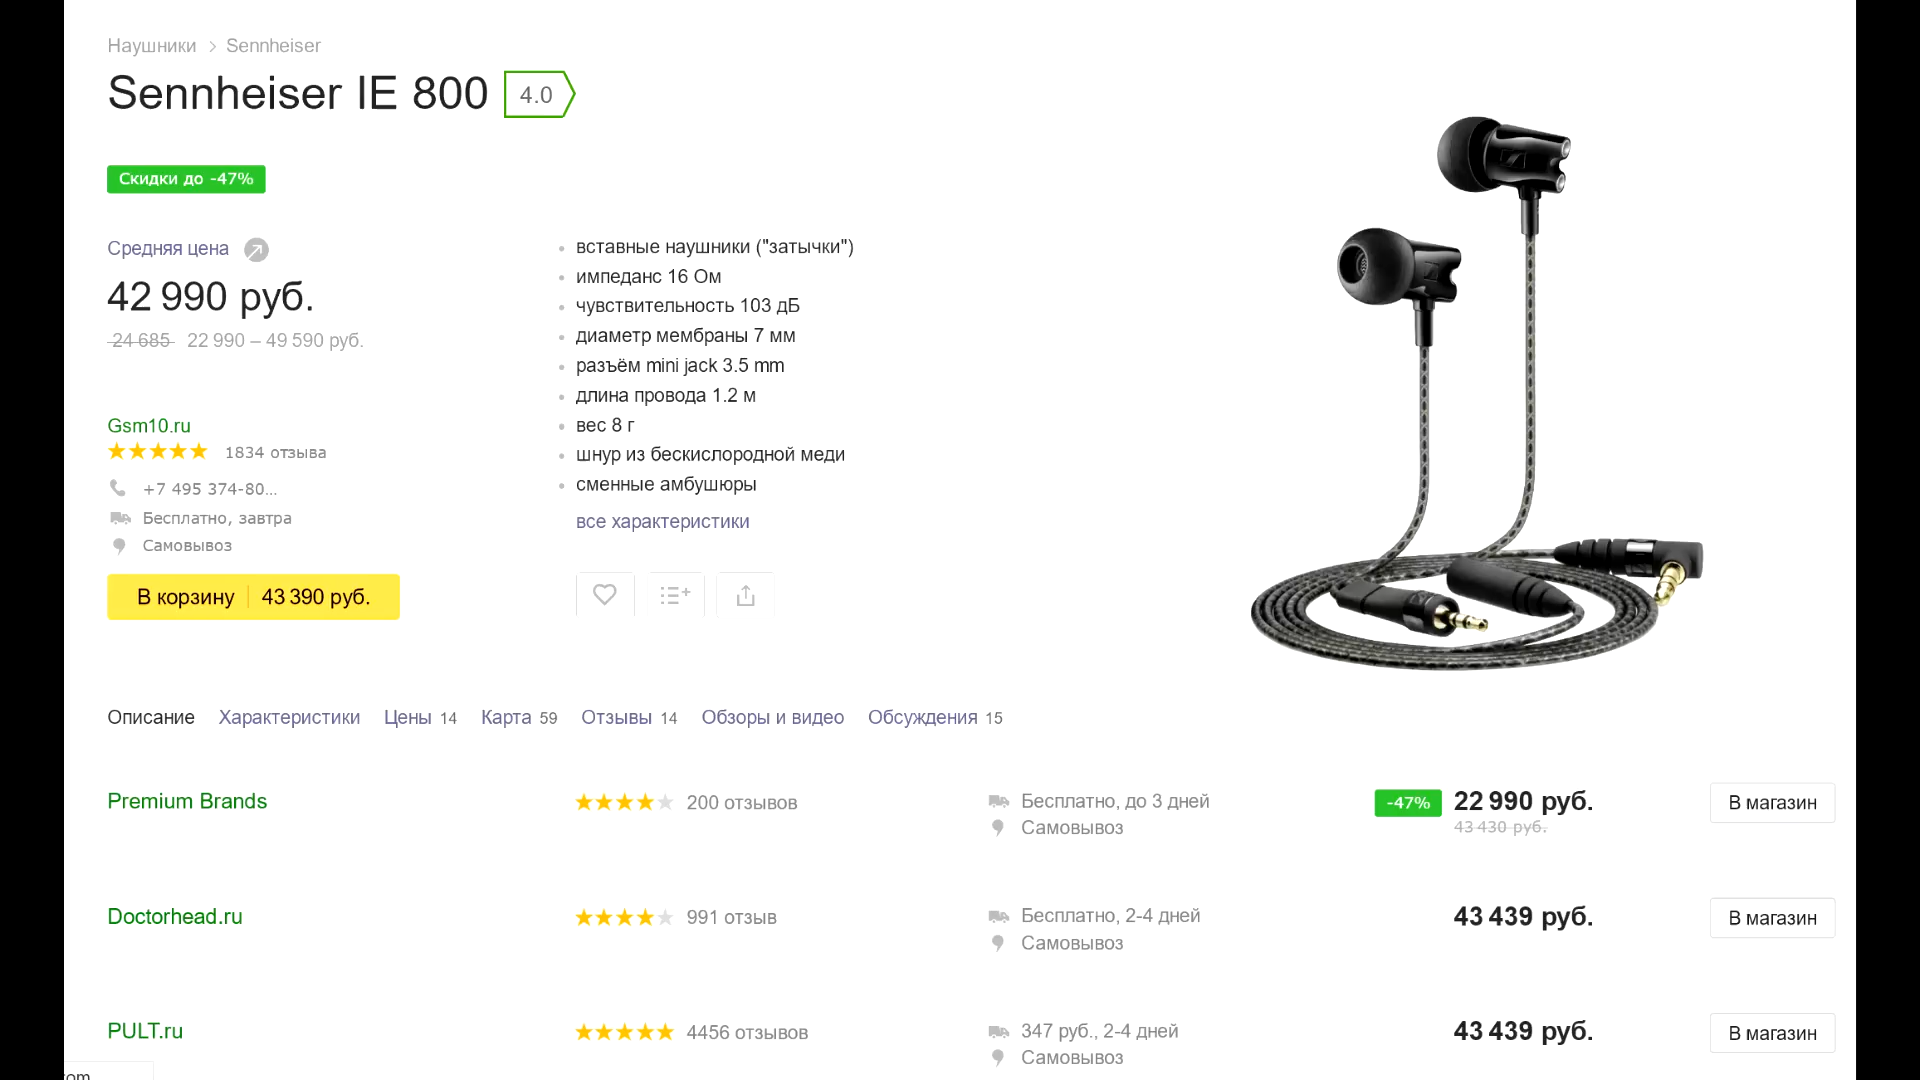 Наушники > Sennheiser
Sennheiser IE 800 4.0
Скидки до -47%
Средняя цена
42 990 руб.
24 685 22 990 – 49 590 руб.
Gsm10.ru
1834 отзыва
+7 495 374-80...
Бесплатно, завтра
Самовывоз
В корзину 43 390 руб.
вставные наушники ("затычки")
импеданс 16 Ом
чувствительность 103 дБ
диаметр мембраны 7 мм
разъём mini jack 3.5 mm
длина провода 1.2 м
вес 8 г
шнур из бескислородной меди
сменные амбушюры
все характеристики
Описание Характеристики Цены 14 Карта 59 Отзывы 14 Обзоры и видео Обсуждения 15
Premium Brands 200 отзывов Бесплатно, до 3 дней -47% 22 990 руб. В магазин
Самовывоз 43 430 руб.
Doctorhead.ru 991 отзыв Бесплатно, 2-4 дней 43 439 руб. В магазин
Самовывоз
PULT.ru 4456 отзывов 347 руб., 2-4 дней 43 439 руб. В магазин
Самовывоз